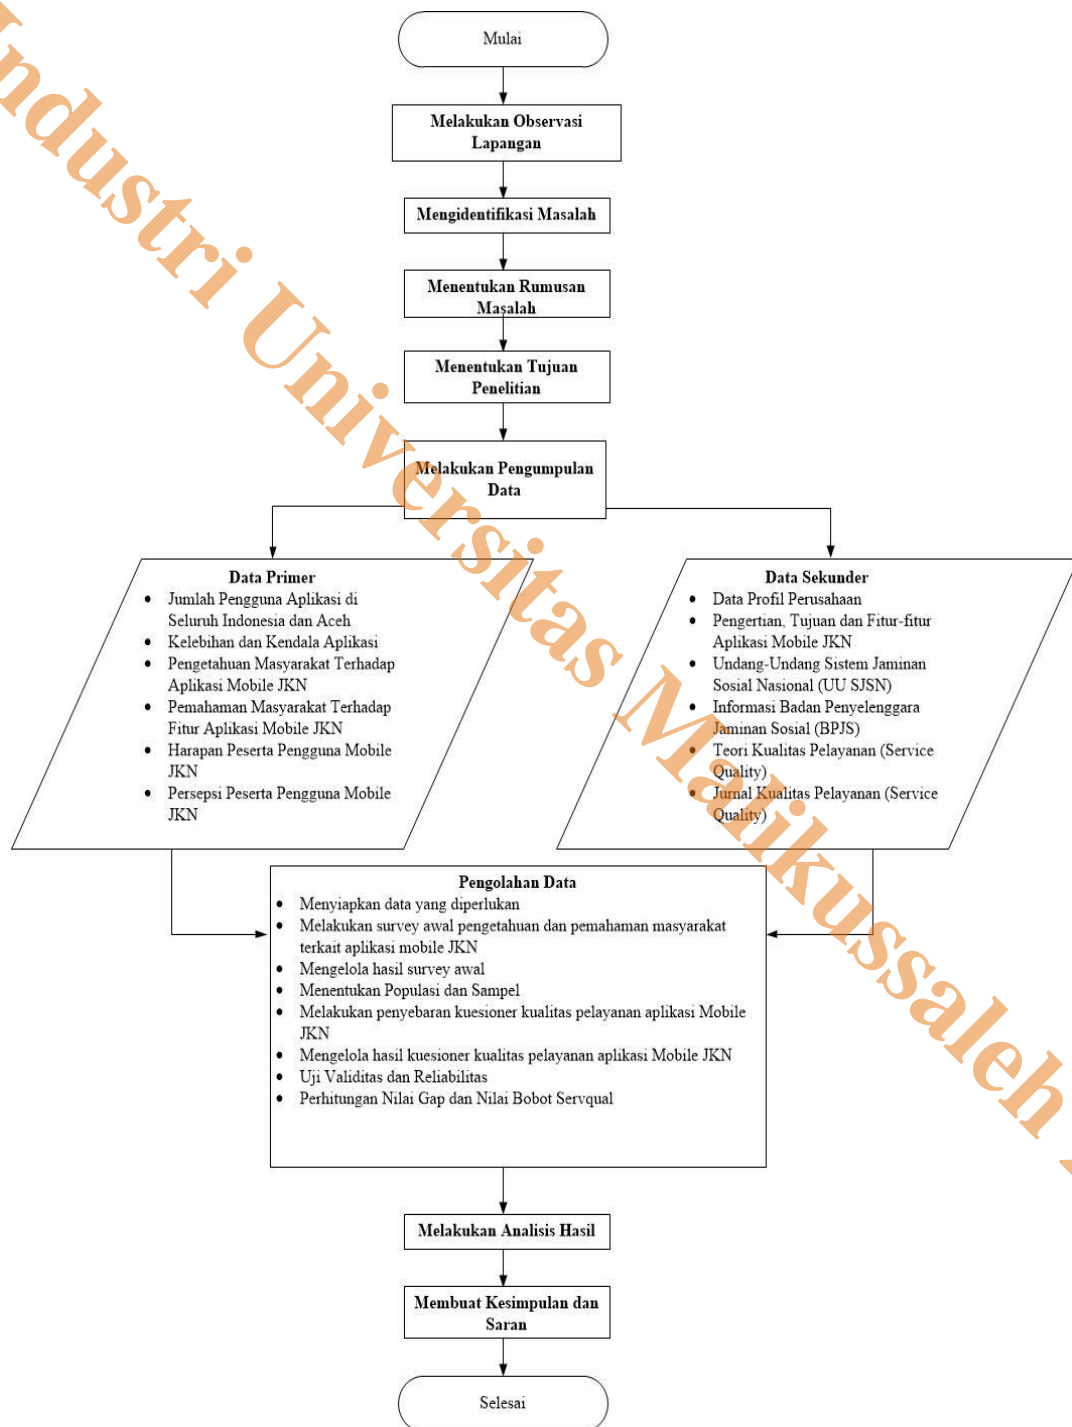 Mulai
Melakukan Observasi
Lapangan
Mengidentifikasi Masalah
Menentukan Rumusan
Masalah
Menentukan Tujuan
Penelitian
Melakukan Pengumpulan
Data
Data Primer
• Jumlah Pengguna Aplikasi di
Seluruh Indonesia dan Aceh
• Kelebihan dan Kendala Aplikasi
• Pengetahuan Masyarakat Terhadap
Aplikasi Mobile JKN
• Pemahaman Masyarakat Terhadap
Fitur Aplikasi Mobile JKN
• Harapan Peserta Pengguna Mobile
JKN
• Persepsi Peserta Pengguna Mobile
JKN
Data Sekunder
• Data Profil Perusahaan
• Pengertian, Tujuan dan Fitur-fitur
Aplikasi Mobile JKN
• Undang-Undang Sistem Jaminan
Sosial Nasional (UU SJSN)
• Informasi Badan Penyelenggara
Jaminan Sosial (BPJS)
• Teori Kualitas Pelayanan (Service
Quality)
• Jurnal Kualitas Pelayanan (Service
Quality)
Pengolahan Data
• Menyiapkan data yang diperlukan
• Melakukan survey awal pengetahuan dan pemahaman masyarakat
terkait aplikasi mobile JKN
• Mengelola hasil survey awal
• Menentukan Populasi dan Sampel
• Melakukan penyebaran kuesioner kualitas pelayanan aplikasi Mobile
JKN
• Mengelola hasil kuesioner kualitas pelayanan aplikasi Mobile JKN
• Uji Validitas dan Reliabilitas
• Perhitungan Nilai Gap dan Nilai Bobot Servqual
Melakukan Analisis Hasil
Membuat Kesimpulan dan
Saran
Selesai
Industri Universitas Malikussaleh